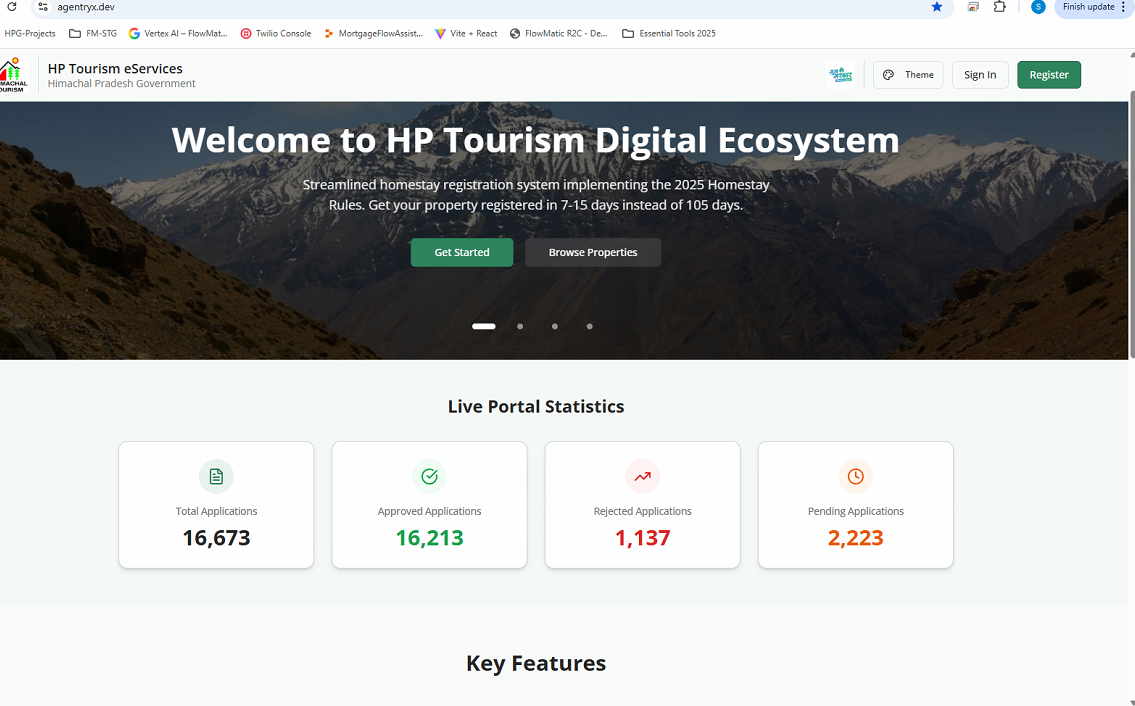 agentryx.dev
S
Finish update
HPG-Projects
FM-STG
Vertex AI – FlowMat...
Twilio Console
MortgageFlowAssist...
Vite + React
FlowMatic R2C - De...
Essential Tools 2025
HP Tourism eServices
Himachal Pradesh Government
Theme
Sign In
Register
Welcome to HP Tourism Digital Ecosystem
Streamlined homestay registration system implementing the 2025 Homestay
Rules. Get your property registered in 7-15 days instead of 105 days.
Get Started
Browse Properties
Live Portal Statistics
Total Applications
16,673
Approved Applications
16,213
Rejected Applications
1,137
Pending Applications
2,223
Key Features